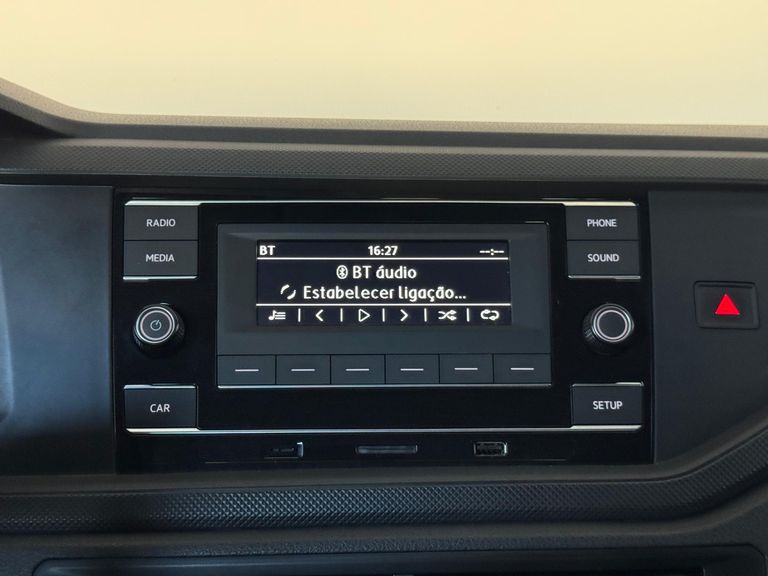 RADIO
MEDIA
BT 16:27 --:--
BT áudio
Estabelecer ligação...
PHONE
SOUND
CAR
SETUP